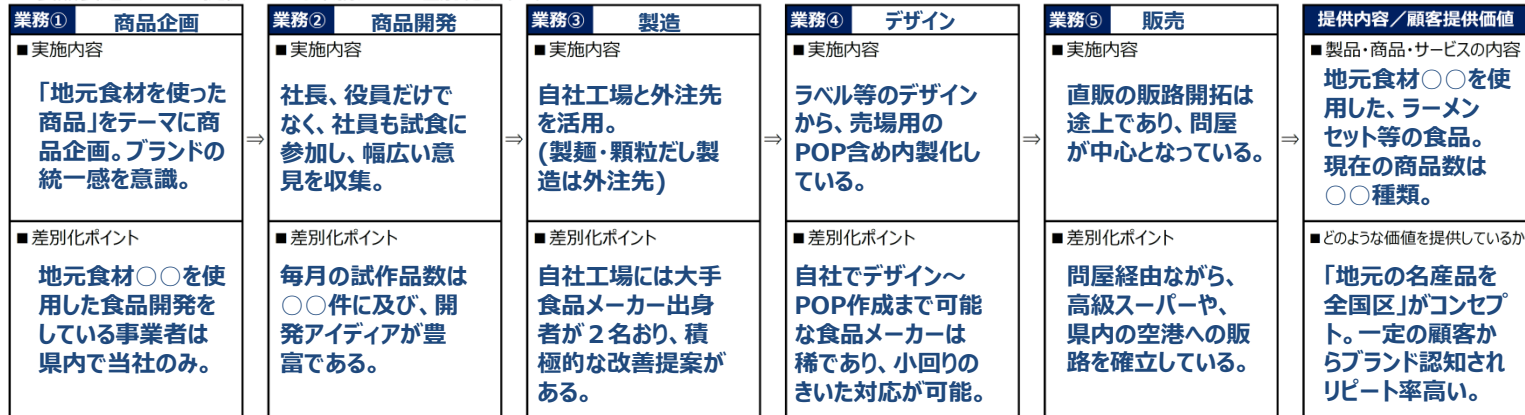 業務① 商品企画
■実施内容
「地元食材を使った
商品」をテーマに商
品企画。ブランドの
統一感を意識。
■差別化ポイント
地元食材○○を使
用した食品開発を
している事業者は
県内で当社のみ。
⇒
業務② 商品開発
■実施内容
社長、役員だけで
なく、社員も試食に
参加し、幅広い意
見を収集。
■差別化ポイント
毎月の試作品数は
○○件に及び、開
発アイディアが豊
富である。
⇒
業務③ 製造
■実施内容
自社工場と外注先
を活用。
(製麺・顆粒だし製
造は外注先)
■差別化ポイント
自社工場には大手
食品メーカー出身
者が２名おり、積
極的な改善提案が
ある。
⇒
業務④ デザイン
■実施内容
ラベル等のデザイン
から、売場用の
POP含め内製化し
ている。
■差別化ポイント
自社でデザイン～
POP作成まで可能
な食品メーカーは
稀であり、小回りの
きいた対応が可能。
⇒
業務⑤ 販売
■実施内容
直販の販路開拓は
途上であり、問屋
が中心となっている。
■差別化ポイント
問屋経由ながら、
高級スーパーや、
県内の空港への販
路を確立している。
⇒
提供内容／顧客提供価値
■製品・商品・サービスの内容
地元食材○○を使
用した、ラーメン
セット等の食品。
現在の商品数は
○○種類。
■どのような価値を提供しているか
「地元の名産品を
全国区」がコンセプ
ト。一定の顧客か
らブランド認知され
リピート率高い。